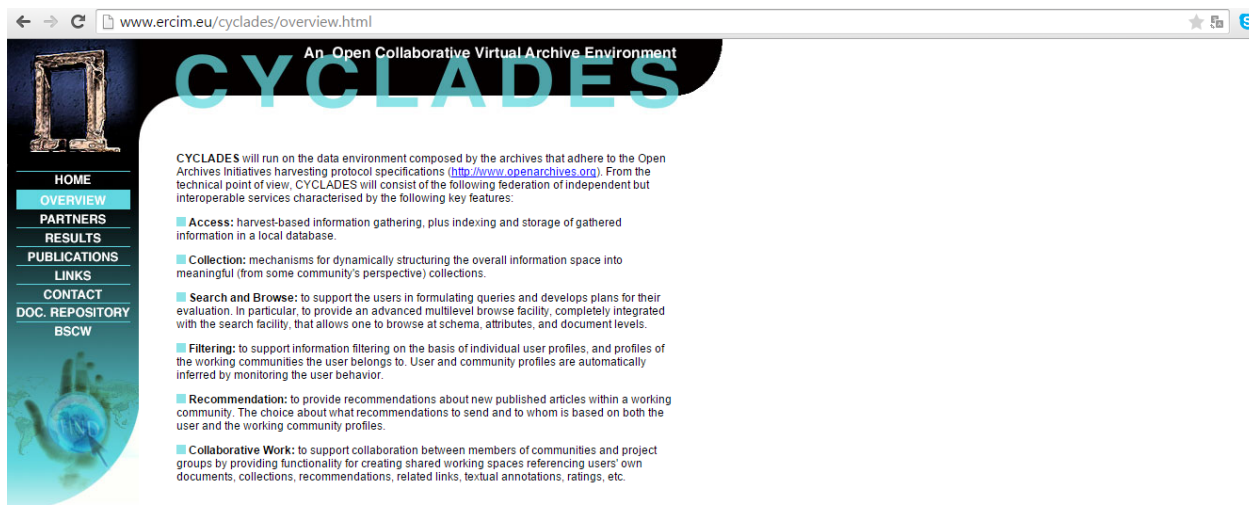 www.ercim.eu/cyclades/overview.html
An Open Collaborative Virtual Archive Environment
CYCLADES
HOME
OVERVIEW
PARTNERS
RESULTS
PUBLICATIONS
LINKS
CONTACT
DOC. REPOSITORY
BSCW
CYCLADES will run on the data environment composed by the archives that adhere to the Open
Archives Initiatives harvesting protocol specifications (http://www.openarchives.org). From the
technical point of view, CYCLADES will consist of the following federation of independent but
interoperable services characterised by the following key features:
Access: harvest-based information gathering, plus indexing and storage of gathered
information in a local database.
Collection: mechanisms for dynamically structuring the overall information space into
meaningful (from some community's perspective) collections.
Search and Browse: to support the users in formulating queries and develops plans for their
evaluation. In particular, to provide an advanced multilevel browse facility, completely integrated
with the search facility, that allows one to browse at schema, attributes, and document levels.
Filtering: to support information filtering on the basis of individual user profiles, and profiles of
the working communities the user belongs to. User and community profiles are automatically
inferred by monitoring the user behavior.
Recommendation: to provide recommendations about new published articles within a working
community. The choice about what recommendations to send and to whom is based on both the
user and the working community profiles.
Collaborative Work: to support collaboration between members of communities and project
groups by providing functionality for creating shared working spaces referencing users' own
documents, collections, recommendations, related links, textual annotations, ratings, etc.